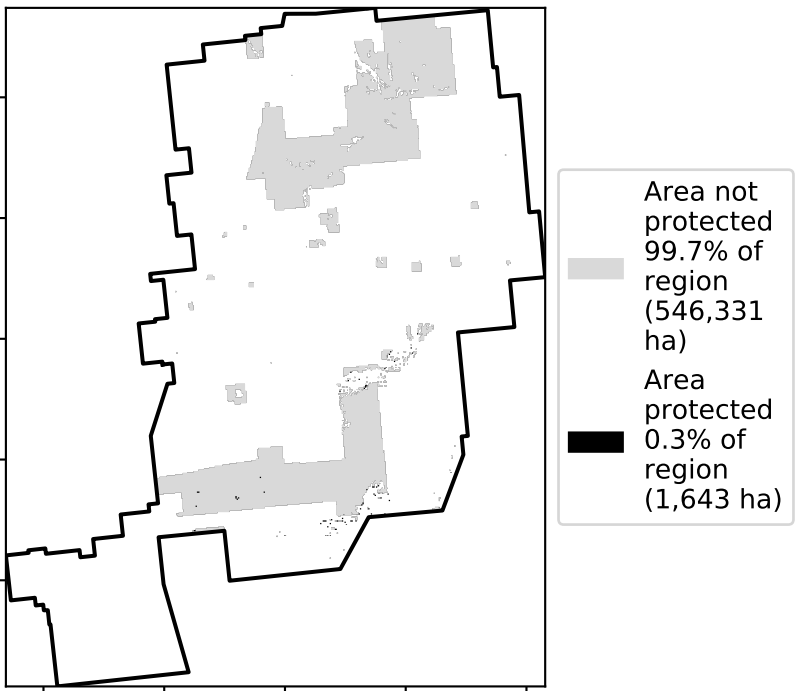 Area not
protected
99.7% of
region
(546,331
ha)
Area
protected
0.3% of
region
(1,643 ha)